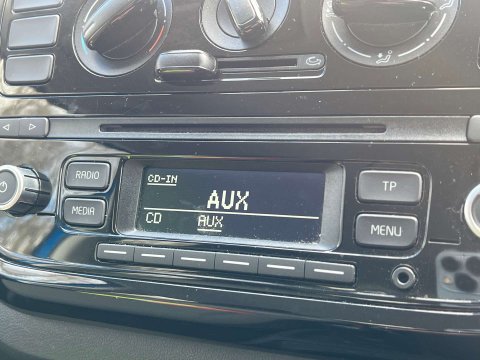 RADIO
MEDIA
CD-IN
AUX
CD AUX
TP
MENU